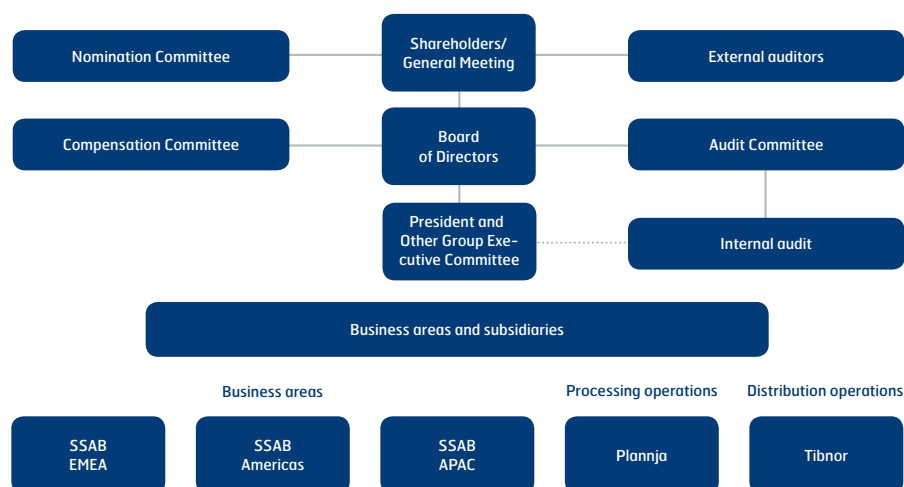 Nomination Committee
Shareholders/
General Meeting
External auditors
Compensation Committee
Board
of Directors
Audit Committee
President and
Other Group Exe-
cutive Committee
Internal audit
Business areas and subsidiaries
Business areas
Processing operations
Distribution operations
SSAB
EMEA
SSAB
Americas
SSAB
APAC
Plannja
Tibnor